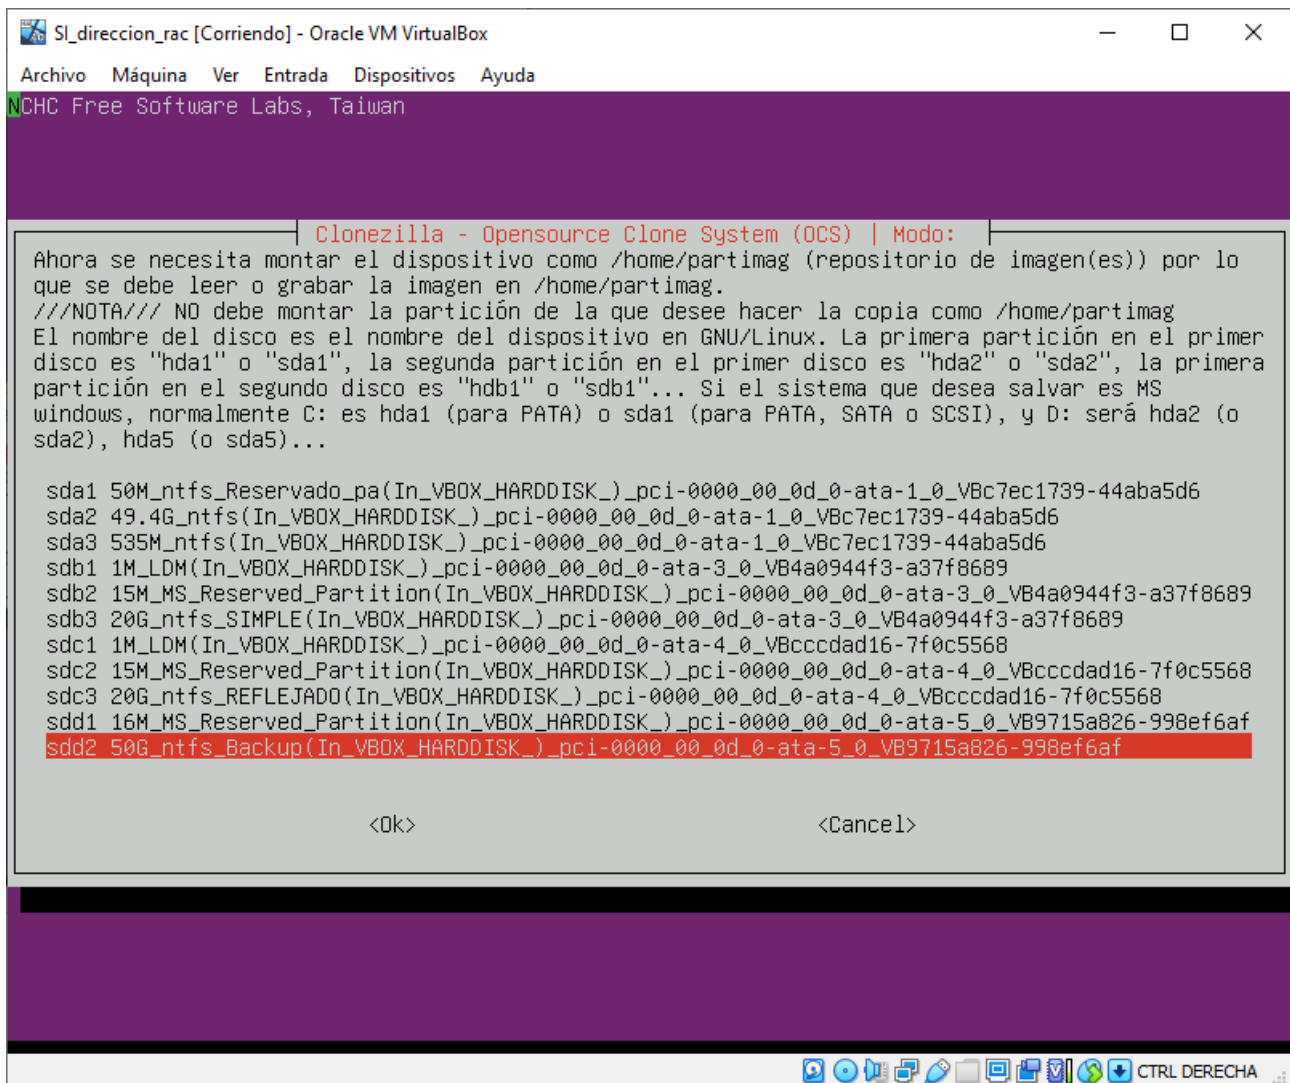 SI_direccion_rac [Corriendo] - Oracle VM VirtualBox
Archivo Máquina Ver Entrada Dispositivos Ayuda
NCHC Free Software Labs, Taiwan
Clonezilla - Opensource Clone System (OCS) | Modo:
Ahora se necesita montar el dispositivo como /home/partimag (repositorio de imagen(es)) por lo
que se debe leer o grabar la imagen en /home/partimag.
///NOTA/// NO debe montar la partición de la que desee hacer la copia como /home/partimag
El nombre del disco es el nombre del dispositivo en GNU/Linux. La primera partición en el primer
disco es "hda1" o "sda1", la segunda partición en el primer disco es "hda2" o "sda2", la primera
partición en el segundo disco es "hdb1" o "sdb1"... Si el sistema que desea salvar es MS
windows, normalmente C: es hda1 (para PATA) o sda1 (para PATA, SATA o SCSI), y D: será hda2 (o
sda2), hda5 (o sda5)...
sda1 50M_ntfs_Reservado_pa(In_VBOX_HARDDISK_)_pci-0000_00_0d_0-ata-1_0_VBc7ec1739-44aba5d6
sda2 49.4G_ntfs(In_VBOX_HARDDISK_)_pci-0000_00_0d_0-ata-1_0_VBc7ec1739-44aba5d6
sda3 535M_ntfs(In_VBOX_HARDDISK_)_pci-0000_00_0d_0-ata-1_0_VBc7ec1739-44aba5d6
sdb1 1M_LDM(In_VBOX_HARDDISK_)_pci-0000_00_0d_0-ata-3_0_VB4a0944f3-a37f8689
sdb2 15M_MS_Reserved_Partition(In_VBOX_HARDDISK_)_pci-0000_00_0d_0-ata-3_0_VB4a0944f3-a37f8689
sdb3 20G_ntfs_SIMPLE(In_VBOX_HARDDISK_)_pci-0000_00_0d_0-ata-3_0_VB4a0944f3-a37f8689
sdc1 1M_LDM(In_VBOX_HARDDISK_)_pci-0000_00_0d_0-ata-4_0_VBcccdad16-7f0c5568
sdc2 15M_MS_Reserved_Partition(In_VBOX_HARDDISK_)_pci-0000_00_0d_0-ata-4_0_VBcccdad16-7f0c5568
sdc3 20G_ntfs_REFLEJADO(In_VBOX_HARDDISK_)_pci-0000_00_0d_0-ata-4_0_VBcccdad16-7f0c5568
sdd1 16M_MS_Reserved_Partition(In_VBOX_HARDDISK_)_pci-0000_00_0d_0-ata-5_0_VB9715a826-998ef6af
sdd2 50G_ntfs_Backup(In_VBOX_HARDDISK_)_pci-0000_00_0d_0-ata-5_0_VB9715a826-998ef6af
<Ok> <Cancel>
CTRL DERECHA